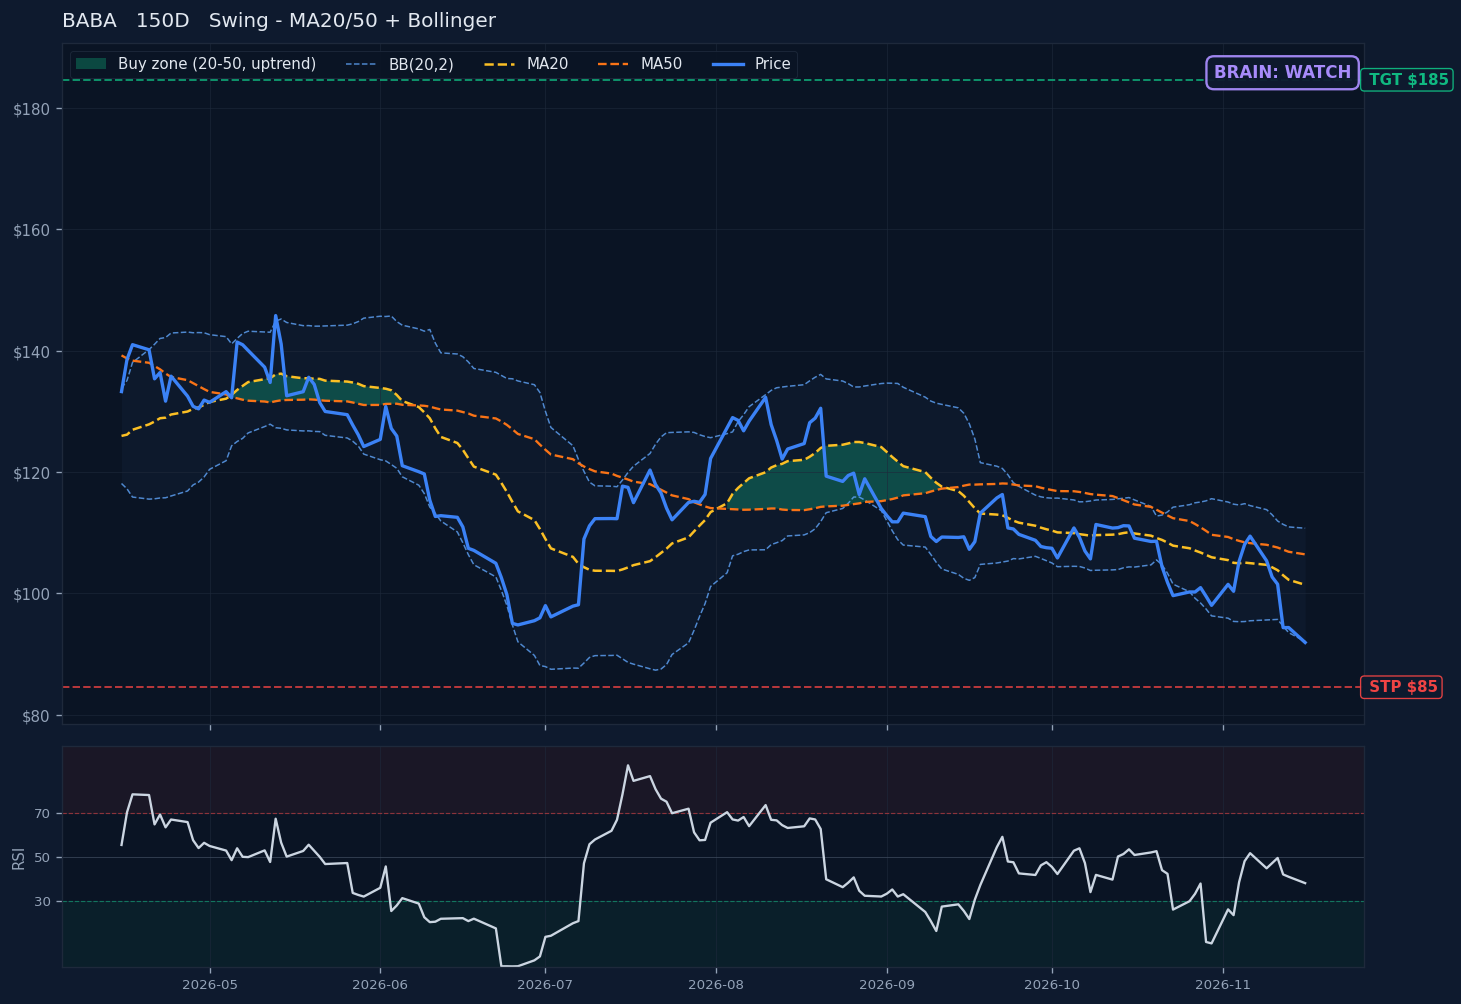 BABA 150D Swing - MA20/50 + Bollinger
Buy zone (20-50, uptrend) BB(20,2) MA20 MA50 Price
BRAIN: WATCH
TGT $185
$180
$160
$140
$120
$100
STP $85
$80
70
50
30
RSI
2026-05 2026-06 2026-07 2026-08 2026-09 2026-10 2026-11